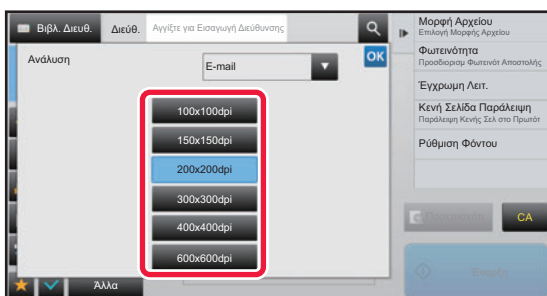 Βιβλ. Διευθ.
Διεύθ.
Αγγίξτε για Εισαγωγή Διεύθυνσης
Ανάλυση
E-mail
OK
100x100dpi
150x150dpi
200x200dpi
300x300dpi
400x400dpi
600x600dpi
Άλλα
Μορφή Αρχείου
Επιλογή Μορφής Αρχείου
Φωτεινότητα
Προσδιορισμ Φωτεινότ Αποστολής
Έγχρωμη Λειτ.
Κενή Σελίδα Παράλειψη
Παράλειψη Κενής Σελ στο Πρωτότ
Ρύθμιση Φόντου
CA
Έναρξη